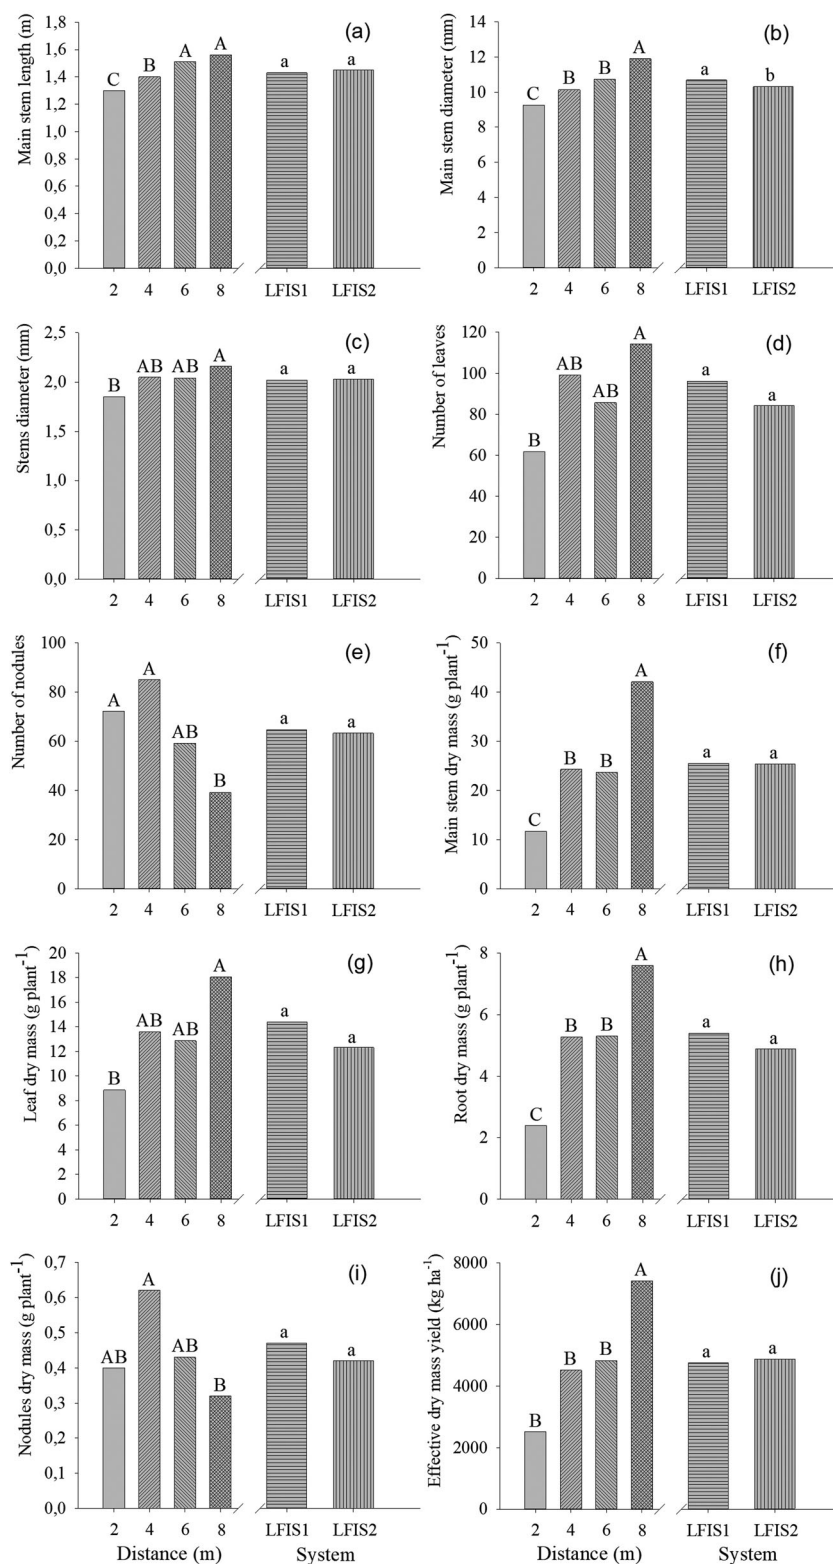 Main stem length (m)
1,8
1,6
1,4
1,2
1,0
0,8
0,6
0,4
0,2
0,0
(a)
C
B
A
A
a
a
2
4
6
8
LFIS1
LFIS2
Main stem diameter (mm)
14
12
10
8
6
4
2
0
(b)
C
B
B
A
a
b
2
4
6
8
LFIS1
LFIS2
Stems diameter (mm)
2,5
2,0
1,5
1,0
0,5
0,0
(c)
B
AB
AB
A
a
a
2
4
6
8
LFIS1
LFIS2
Number of leaves
120
100
80
60
40
20
0
(d)
B
AB
AB
A
a
a
2
4
6
8
LFIS1
LFIS2
Number of nodules
100
80
60
40
20
0
(e)
A
A
AB
B
a
a
2
4
6
8
LFIS1
LFIS2
Main stem dry mass (g plant⁻¹)
50
40
30
20
10
0
(f)
C
B
B
A
a
a
2
4
6
8
LFIS1
LFIS2
Leaf dry mass (g plant⁻¹)
20
18
16
14
12
10
8
6
4
2
0
(g)
B
AB
AB
A
a
a
2
4
6
8
LFIS1
LFIS2
Root dry mass (g plant⁻¹)
8
6
4
2
0
(h)
C
B
B
A
a
a
2
4
6
8
LFIS1
LFIS2
Nodules dry mass (g plant⁻¹)
0,7
0,6
0,5
0,4
0,3
0,2
0,1
0,0
(i)
AB
A
AB
B
a
a
2
4
6
8
LFIS1
LFIS2
Distance (m)
System
Effective dry mass yield (kg ha⁻¹)
8000
6000
4000
2000
0
(j)
B
B
B
A
a
a
2
4
6
8
LFIS1
LFIS2
Distance (m)
System